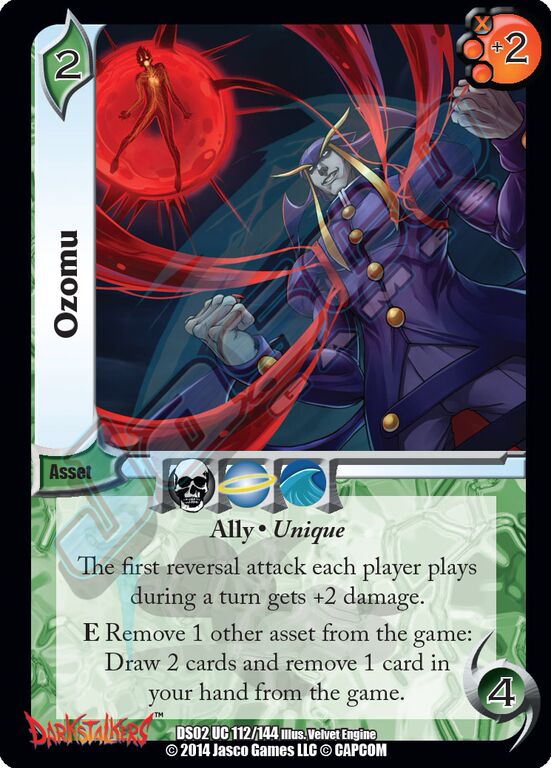 2
X
+2
Ozomu
Asset
Ally • Unique
The first reversal attack each player plays
during a turn gets +2 damage.
E Remove 1 other asset from the game:
Draw 2 cards and remove 1 card in
your hand from the game.
4
DARKSTALKERS™
DS02 UC 112/144 Illus. Velvet Engine
© 2014 Jasco Games LLC © CAPCOM